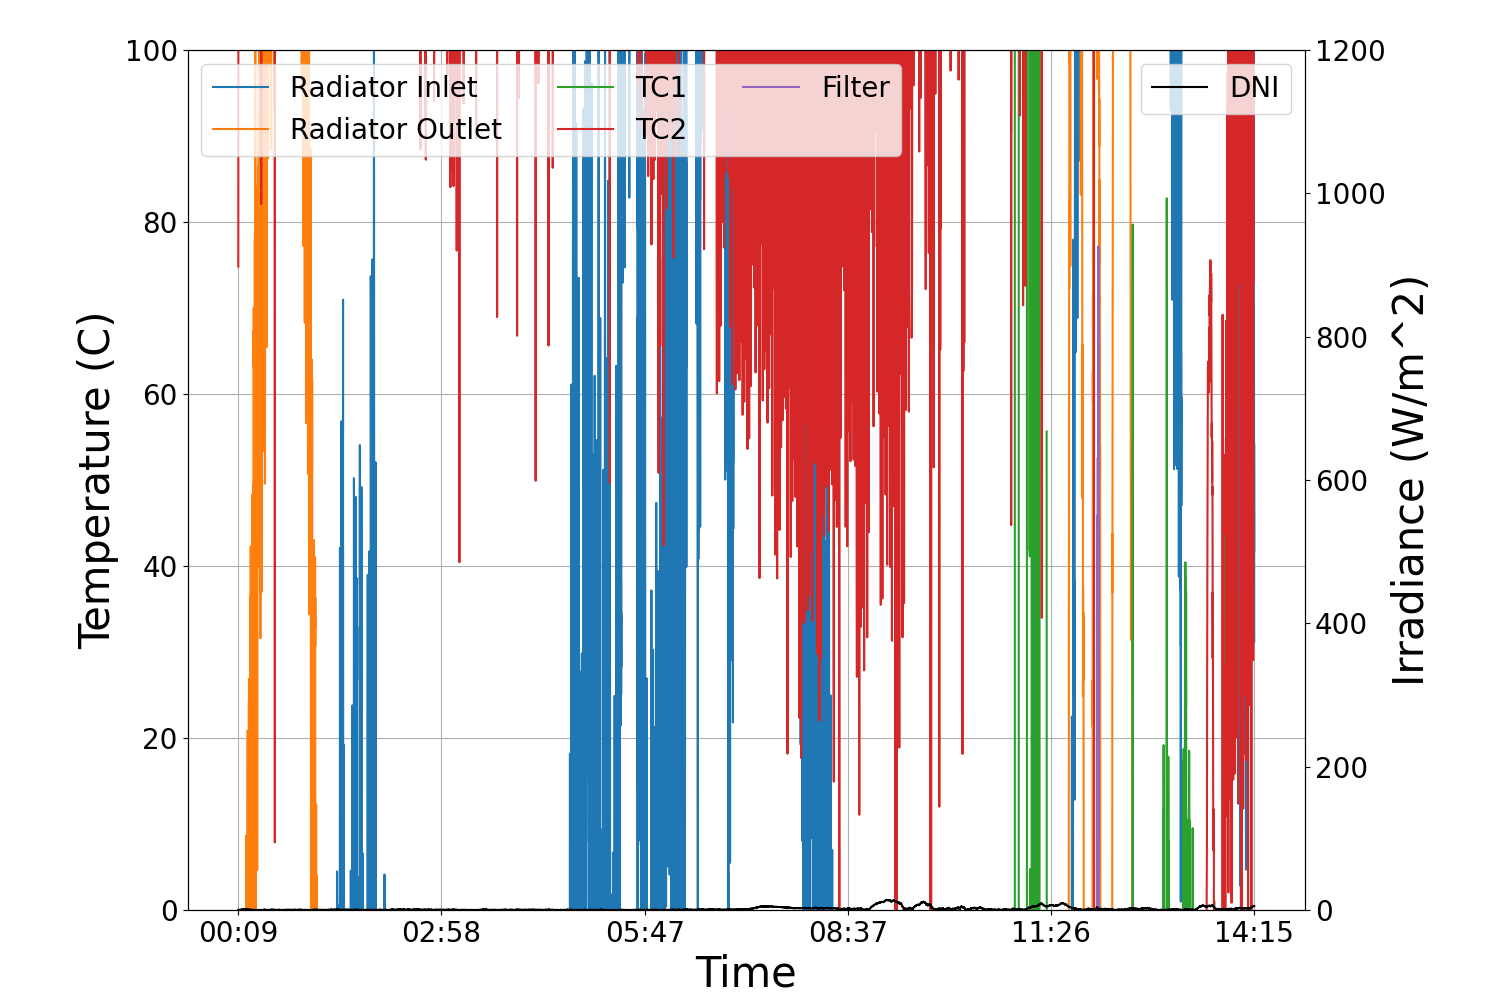 100
80
60
40
20
0
Temperature (C)
Radiator Inlet
Radiator Outlet
TC1
TC2
Filter
DNI
1200
1000
800
600
400
200
0
Irradiance (W/m^2)
00:09
02:58
05:47
08:37
11:26
14:15
Time